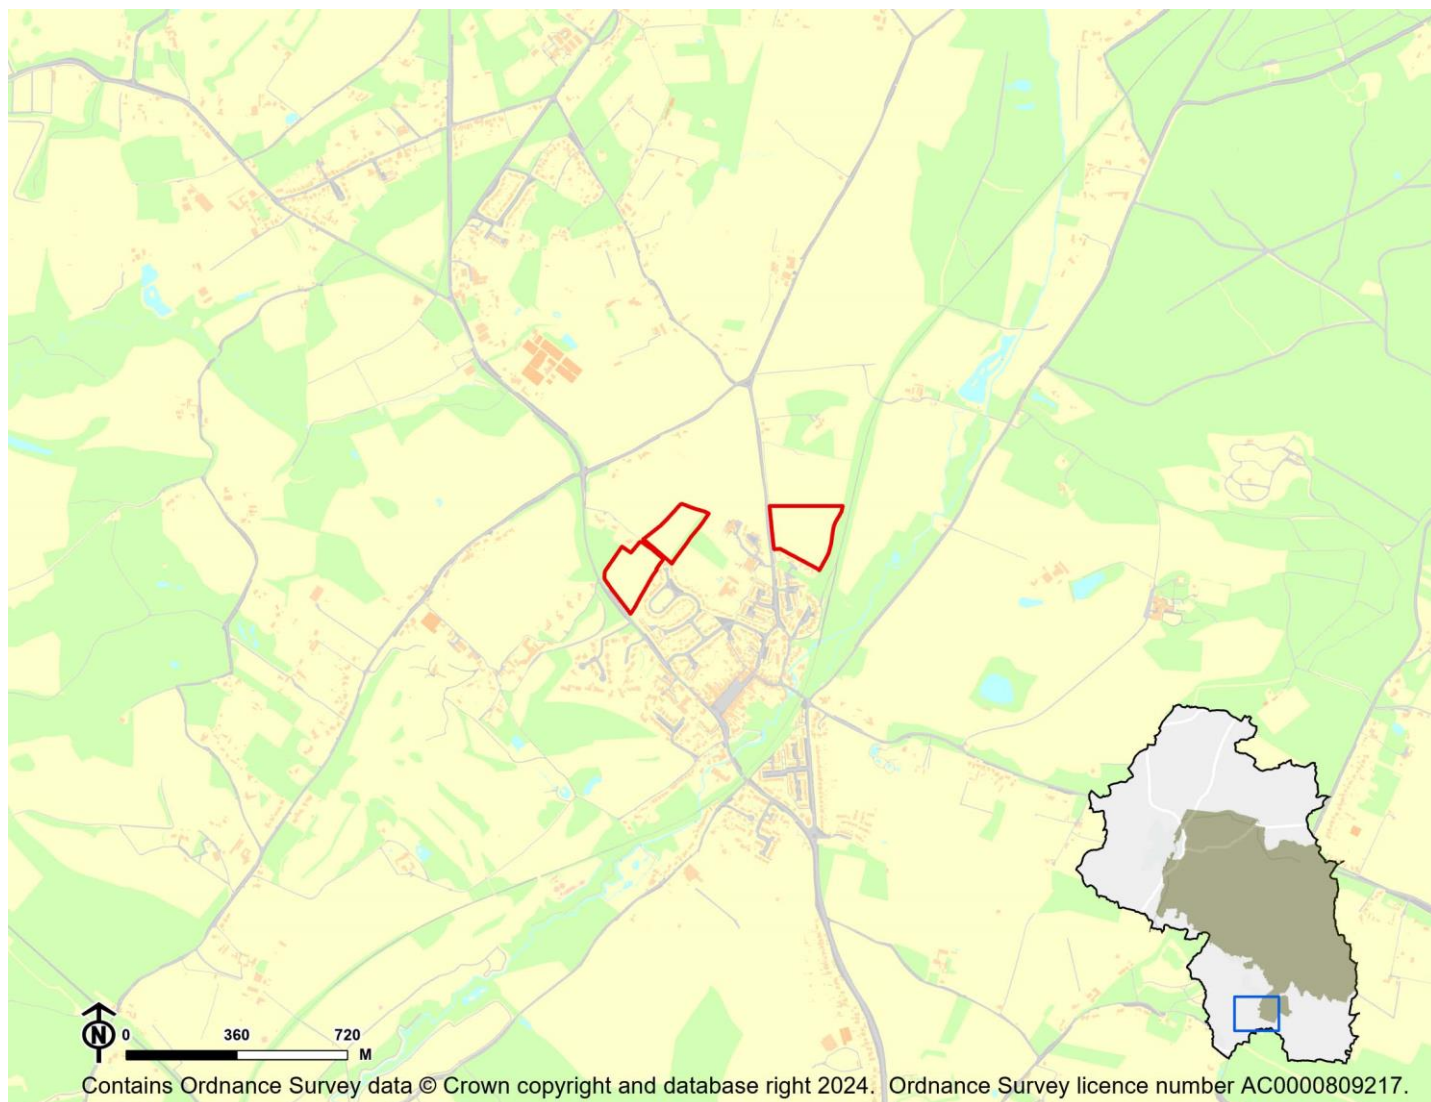 N 0 360 720
M
Contains Ordnance Survey data © Crown copyright and database right 2024. Ordnance Survey licence number AC0000809217.